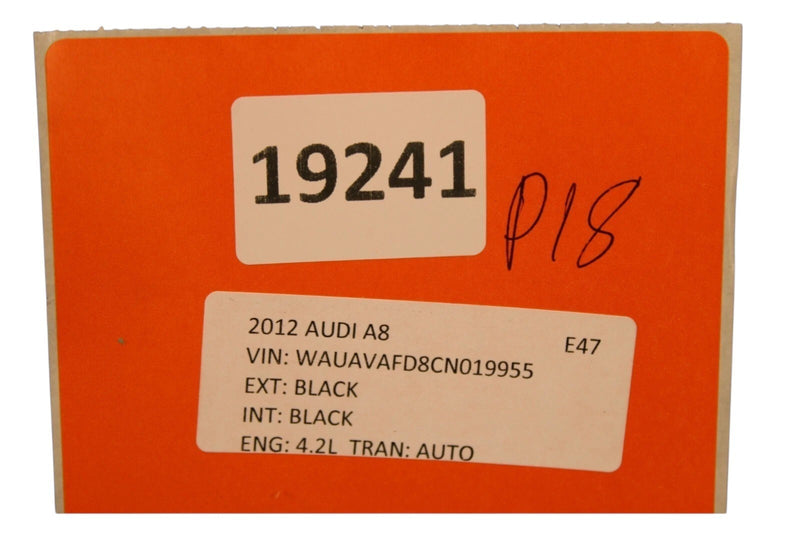 19241
P18
2012 AUDI A8
E47
VIN: WAUAVAFD8CN019955
EXT: BLACK
INT: BLACK
ENG: 4.2L TRAN: AUTO